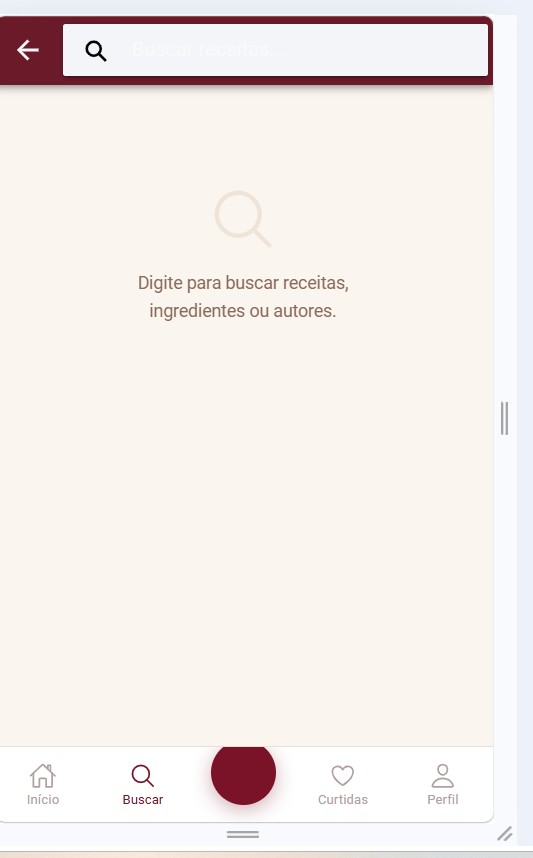 Buscar receitas...
Digite para buscar receitas,
ingredientes ou autores.
Início
Buscar
Curtidas
Perfil